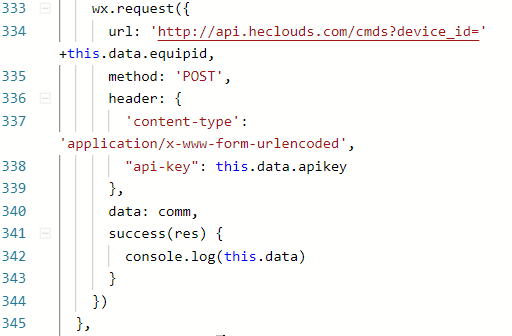 333 wx.request({
334 url: 'http://api.heclouds.com/cmds?device_id='
+this.data.equipid,
335 method: 'POST',
336 header: {
337 'content-type':
'application/x-www-form-urlencoded',
338 "api-key": this.data.apikey
339 },
340 data: comm,
341 success(res) {
342 console.log(this.data)
343 }
344 })
345 },